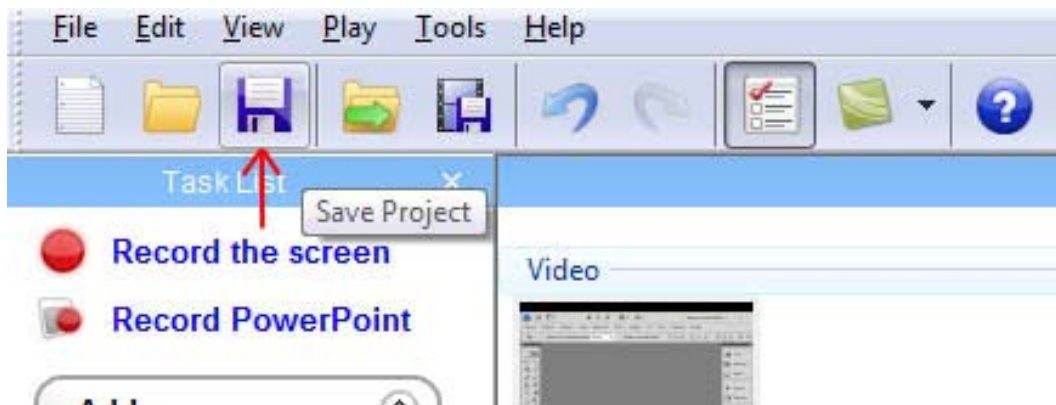 File Edit View Play Tools Help
Task List
Save Project
Record the screen
Video
Record PowerPoint